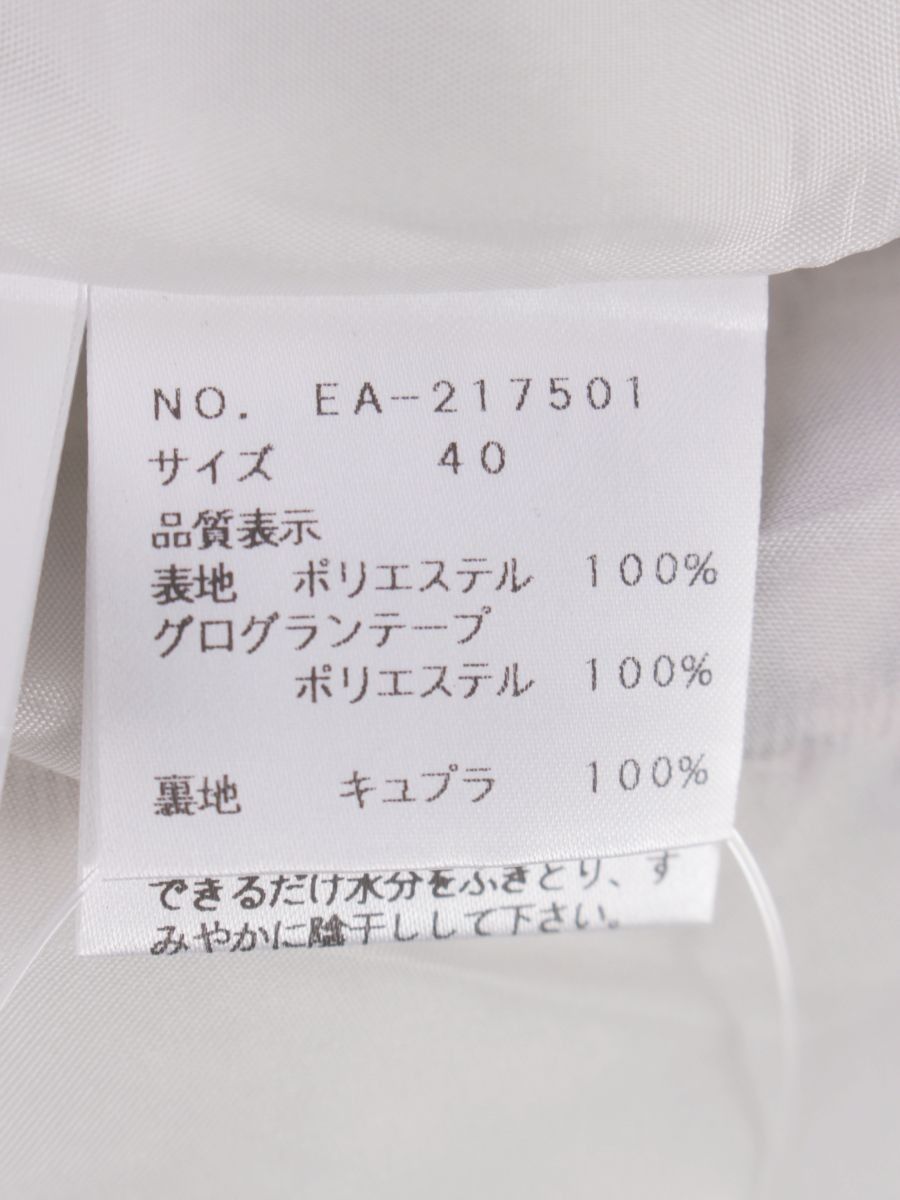 NO. EA-217501
サイズ 40
品質表示
表地 ポリエステル 100%
グログランテープ
ポリエステル 100%
裏地 キュプラ 100%
できるだけ水分をふきとり、す
みやかに陰干しして下さい。